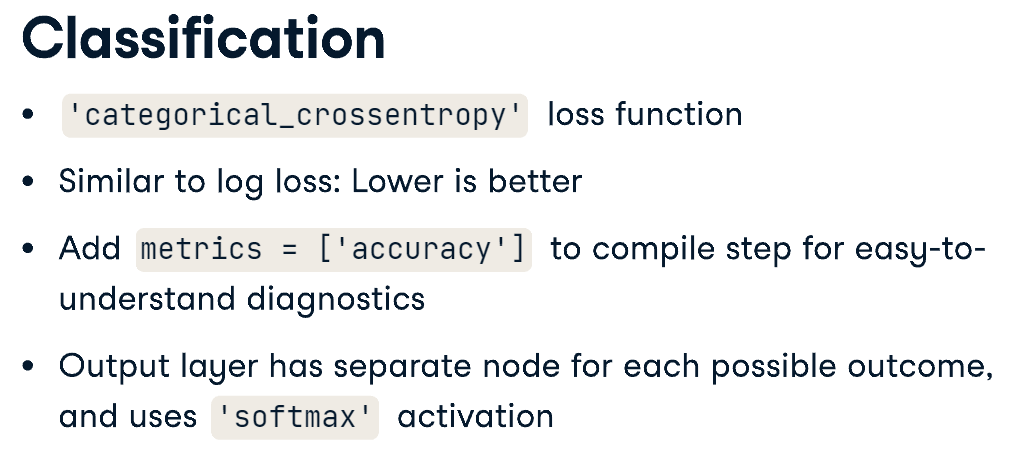 Classification
• 'categorical_crossentropy' loss function
• Similar to log loss: Lower is better
• Add metrics = ['accuracy'] to compile step for easy-to-
understand diagnostics
• Output layer has separate node for each possible outcome,
and uses 'softmax' activation